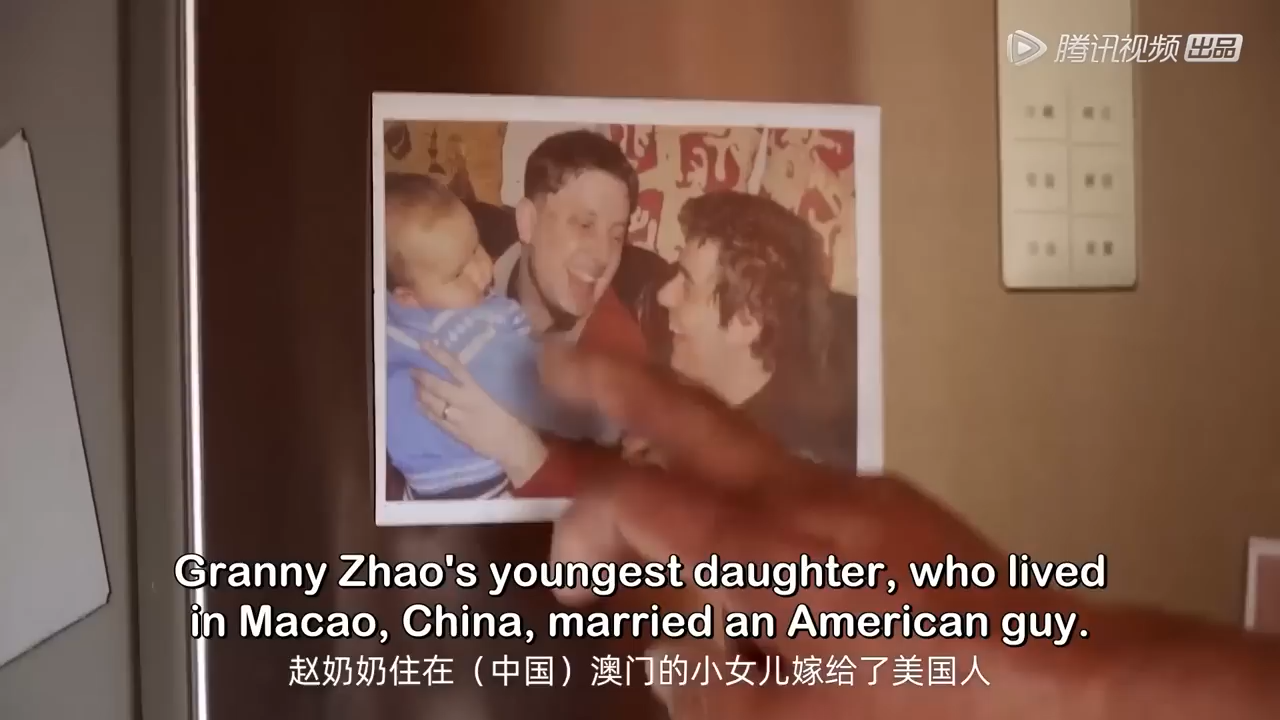 腾讯视频 出品
Granny Zhao's youngest daughter, who lived
in Macao, China, married an American guy.
赵奶奶住在（中国）澳门的小女儿嫁给了美国人